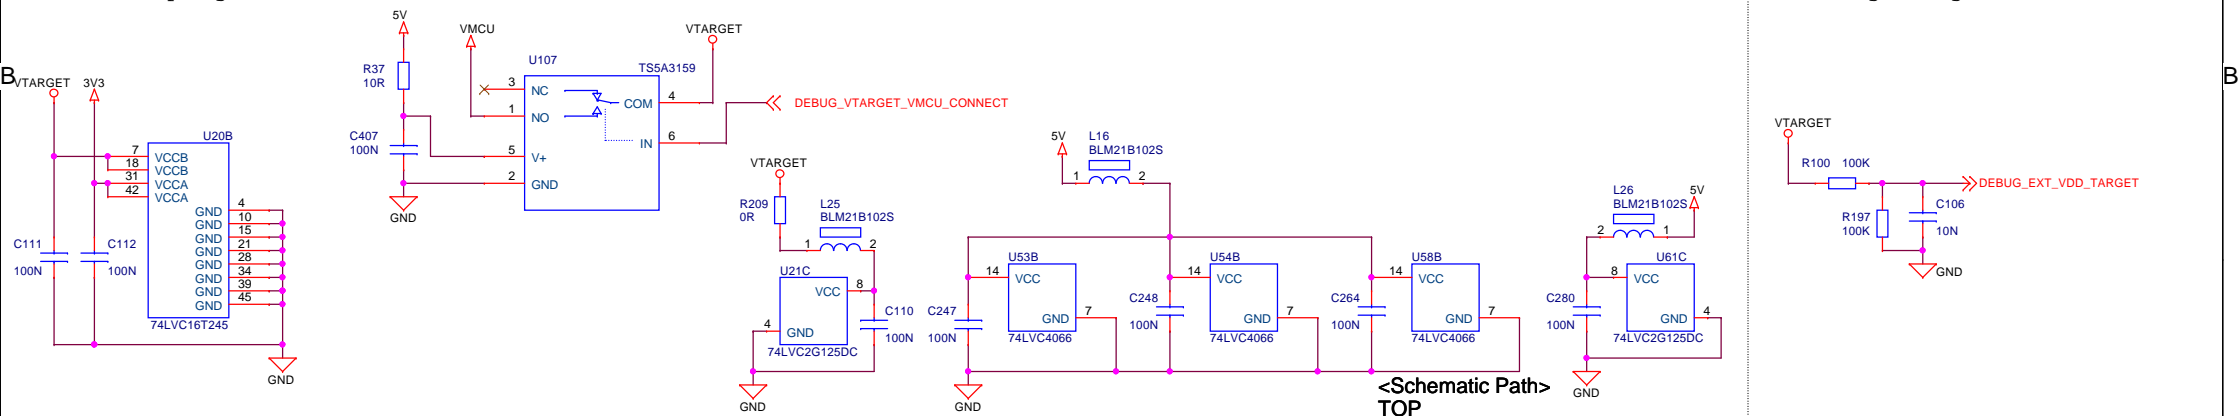 B
B
VTARGET
3V3
U20B
7
VCCB
18
VCCB
31
VCCA
42
VCCA
GND
4
GND
10
GND
15
GND
21
GND
28
GND
34
GND
39
GND
45
74LVC16T245
C111
100N
C112
100N
GND
5V
R37
10R
C407
100N
GND
VMCU
U107
TS5A3159
VTARGET
3
NC
1
NO
5
V+
2
GND
COM
4
IN
6
DEBUG_VTARGET_VMCU_CONNECT
VTARGET
R209
0R
L25
BLM21B102S
1
2
U21C
VCC
8
4
GND
74LVC2G125DC
C110
100N
GND
5V
L16
BLM21B102S
1
2
U53B
14
VCC
GND
7
74LVC4066
C247
100N
GND
U54B
14
VCC
GND
7
74LVC4066
C248
100N
U58B
14
VCC
GND
7
74LVC4066
C264
100N
<Schematic Path>
TOP
L26
BLM21B102S
5V
2
1
U61C
8
VCC
GND
4
74LVC2G125DC
C280
100N
GND
VTARGET
R100 100K
DEBUG_EXT_VDD_TARGET
R197
100K
C106
10N
GND